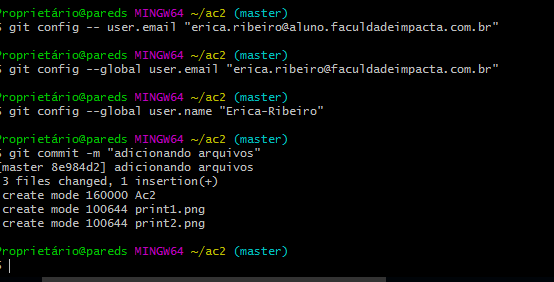 Proprietário@pareds MINGW64 ~/ac2 (master)
$ git config -- user.email "erica.ribeiro@aluno.faculdadeimpacta.com.br"
Proprietário@pareds MINGW64 ~/ac2 (master)
$ git config --global user.email "erica.ribeiro@faculdadeimpacta.com.br"
Proprietário@pareds MINGW64 ~/ac2 (master)
$ git config --global user.name "Erica-Ribeiro"
Proprietário@pareds MINGW64 ~/ac2 (master)
$ git commit -m "adicionando arquivos"
[master 8e984d2] adicionando arquivos
3 files changed, 1 insertion(+)
create mode 160000 Ac2
create mode 100644 print1.png
create mode 100644 print2.png
Proprietário@pareds MINGW64 ~/ac2 (master)
$